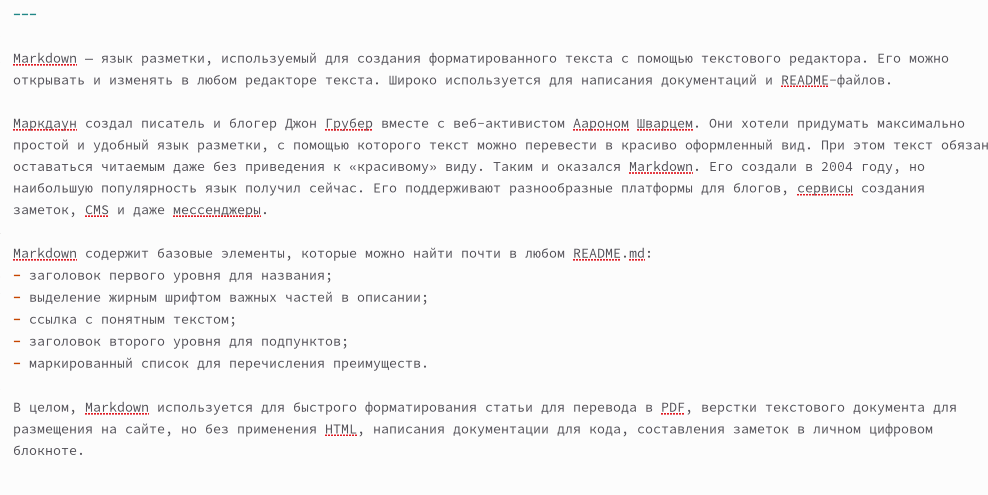 ---
Markdown — язык разметки, используемый для создания форматированного текста с помощью текстового редактора. Его можно
открывать и изменять в любом редакторе текста. Широко используется для написания документаций и README-файлов.
Маркдаун создал писатель и блогер Джон Грубер вместе с веб-активистом Аароном Шварцем. Они хотели придумать максимально
простой и удобный язык разметки, с помощью которого текст можно перевести в красиво оформленный вид. При этом текст обязан
оставаться читаемым даже без приведения к «красивому» виду. Таким и оказался Markdown. Его создали в 2004 году, но
наибольшую популярность язык получил сейчас. Его поддерживают разнообразные платформы для блогов, сервисы создания
заметок, CMS и даже мессенджеры.
Markdown содержит базовые элементы, которые можно найти почти в любом README.md:
- заголовок первого уровня для названия;
- выделение жирным шрифтом важных частей в описании;
- ссылка с понятным текстом;
- заголовок второго уровня для подпунктов;
- маркированный список для перечисления преимуществ.
В целом, Markdown используется для быстрого форматирования статьи для перевода в PDF, верстки текстового документа для
размещения на сайте, но без применения HTML, написания документации для кода, составления заметок в личном цифровом
блокноте.